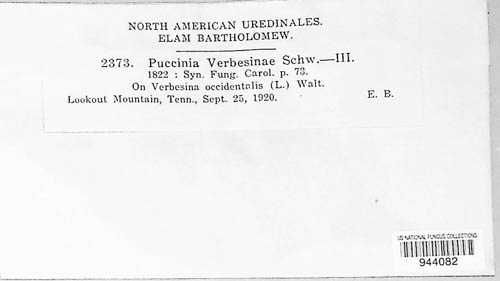 NORTH AMERICAN UREDINALES.
ELAM BARTHOLOMEW.
2373. Puccinia Verbesinae Schw.—III.
1822 : Syn. Fung. Carol. p. 73.
On Verbesina occidentalis (L.) Walt.
Lookout Mountain, Tenn., Sept. 25, 1920. E. B.
US NATIONAL FUNGUS COLLECTIONS
944082